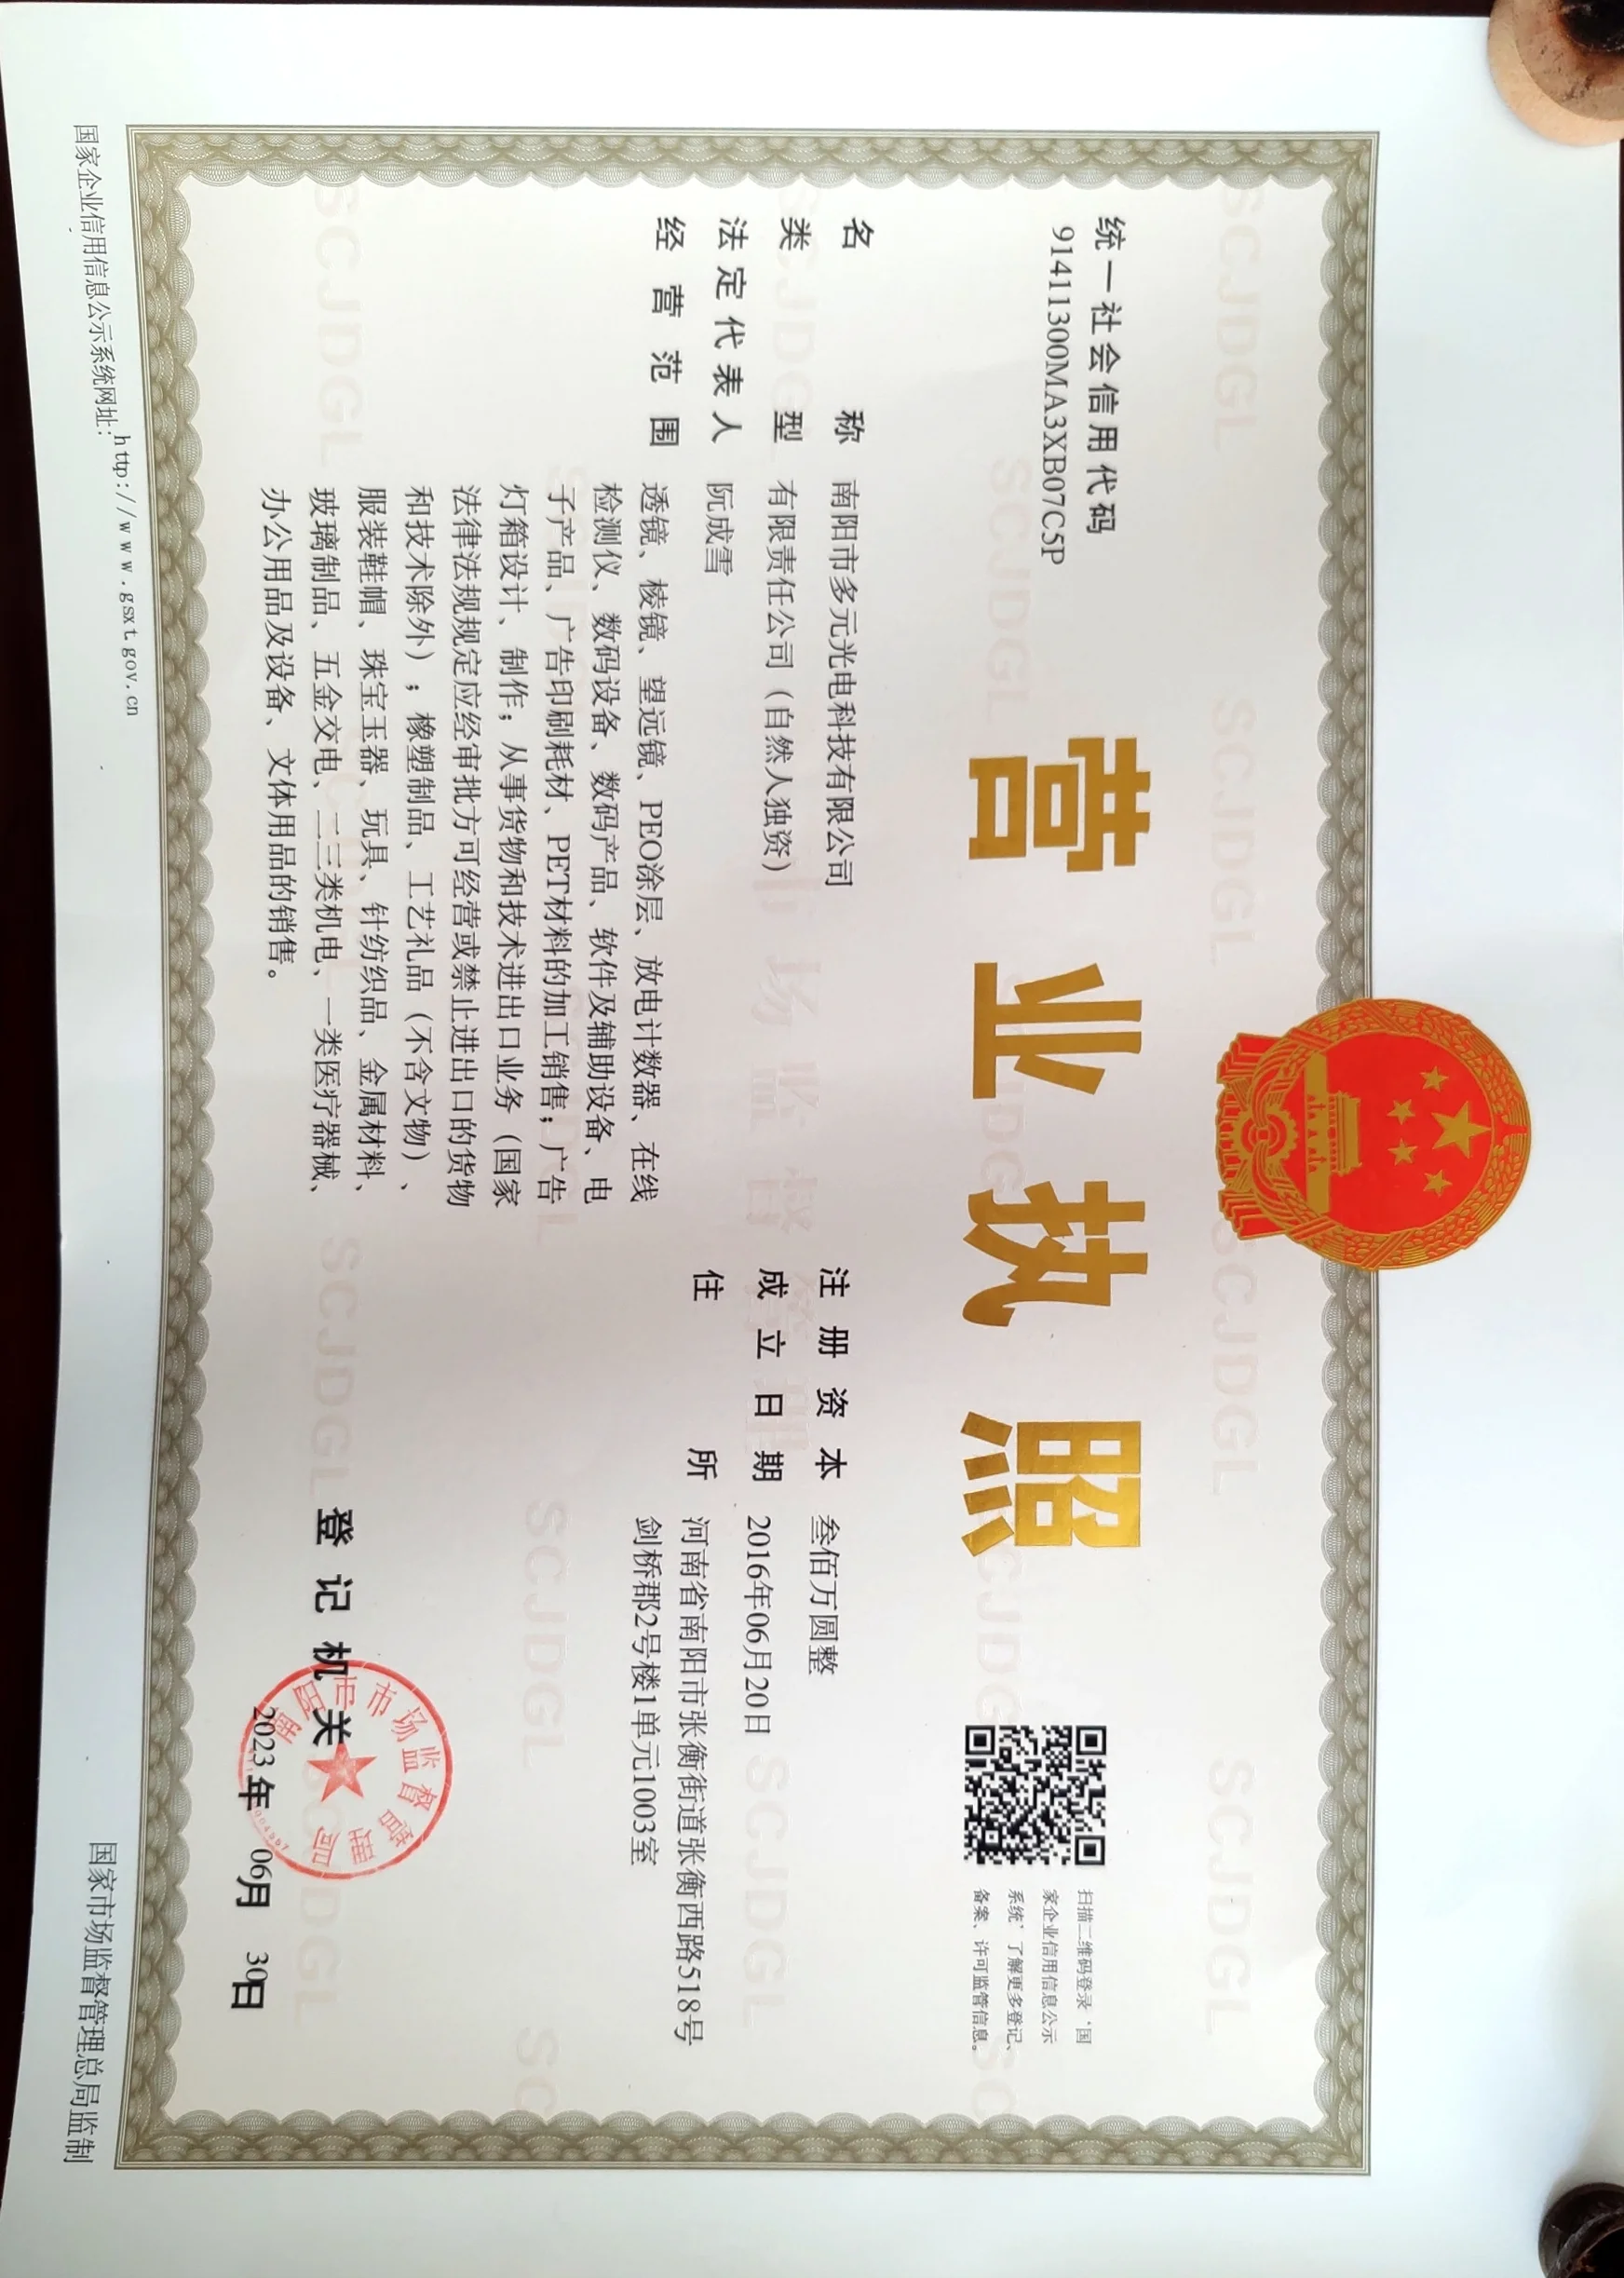 统一社会信用代码
91411300MA3XB07C5P
营业执照
扫描二维码登录‘国
家企业信用信息公示
系统’了解更多登记、
备案、许可监管信息。
名称 南阳市多元光电科技有限公司
类型 有限责任公司（自然人独资）
法定代表人 阮成雪
经营范围 透镜、棱镜、望远镜、PEO涂层、放电计数器、在线
检测仪、数码设备、数码产品、软件及辅助设备、电
子产品、广告印刷耗材、PET材料的加工销售；广告
灯箱设计、制作；从事货物和技术进出口业务（国家
法律法规规定应经审批方可经营或禁止进出口的货物
和技术除外）；橡塑制品、工艺礼品（不含文物）、
服装鞋帽、珠宝玉器、玩具、针纺织品、金属材料、
玻璃制品、五金交电、二三类机电、一类医疗器械、
办公用品及设备、文体用品的销售。
注册资本 叁佰万圆整
成立日期 2016年06月20日
住所 河南省南阳市张衡街道张衡西路518号
剑桥郡2号楼1单元1003室
登记机关
南阳市市场监督管理局
2023年 06月 30日
国家企业信用信息公示系统网址：http://www.gsxt.gov.cn
国家市场监督管理总局监制